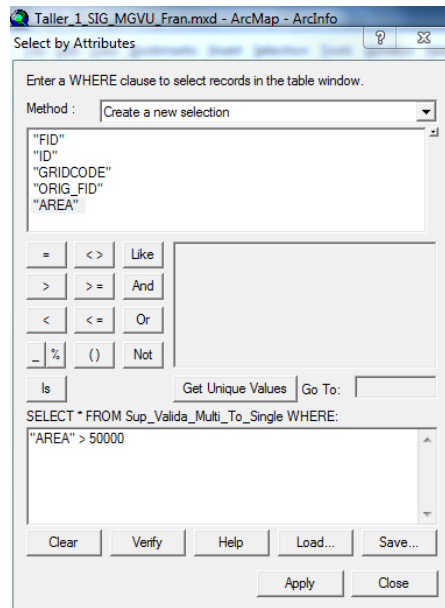 Taller_1_SIG_MGVU_Fran.mxd - ArcMap - ArcInfo
Select by Attributes
Enter a WHERE clause to select records in the table window.
Method : Create a new selection
"FID"
"ID"
"GRIDCODE"
"ORIG_FID"
"AREA"
= <> Like
> >= And
< <= Or
_ % () Not
Is Get Unique Values Go To:
SELECT * FROM Sup_Valida_Multi_To_Single WHERE:
"AREA" > 50000
Clear Verify Help Load... Save...
Apply Close